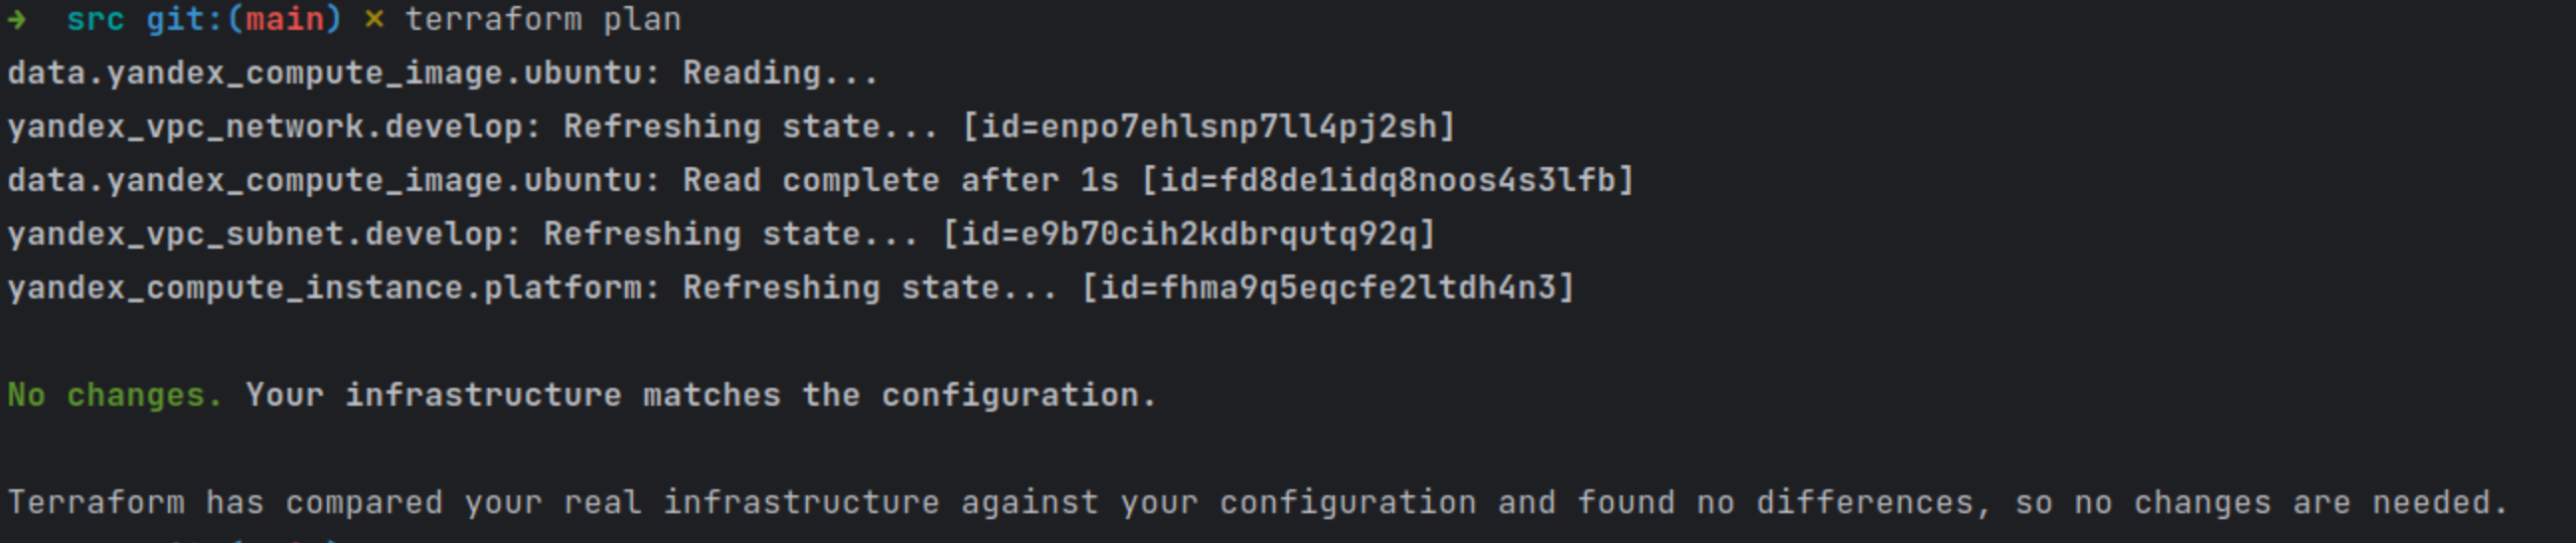 ➜  src git:(main) ✗ terraform plan
data.yandex_compute_image.ubuntu: Reading...
yandex_vpc_network.develop: Refreshing state... [id=enpo7ehlsnp7ll4pj2sh]
data.yandex_compute_image.ubuntu: Read complete after 1s [id=fd8de1idq8noos4s3lfb]
yandex_vpc_subnet.develop: Refreshing state... [id=e9b70cih2kdbrqutq92q]
yandex_compute_instance.platform: Refreshing state... [id=fhma9q5eqcfe2ltdh4n3]
No changes. Your infrastructure matches the configuration.
Terraform has compared your real infrastructure against your configuration and found no differences, so no changes are needed.